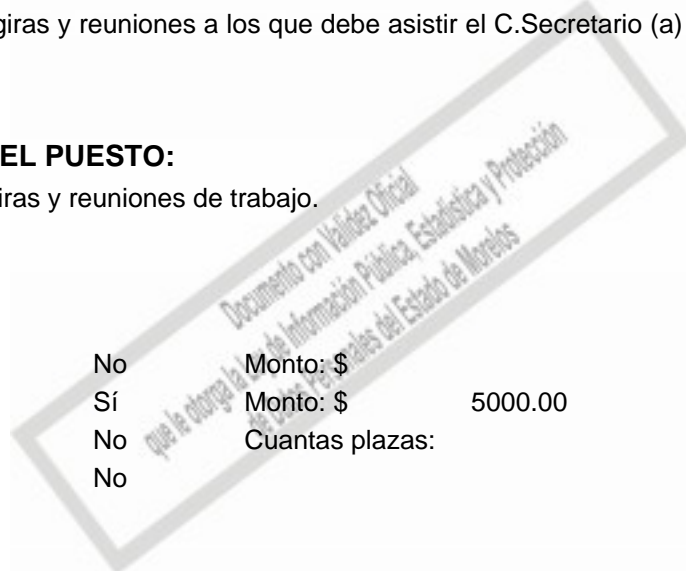 giras y reuniones a los que debe asistir el C.Secretario (a)
EL PUESTO:
iras y reuniones de trabajo.
Documento con Validez Oficial
que le otorga la Ley de Información Pública, Estadística y Protección
de Datos Personales del Estado de Morelos
No Monto: $
Sí Monto: $ 5000.00
No Cuantas plazas:
No